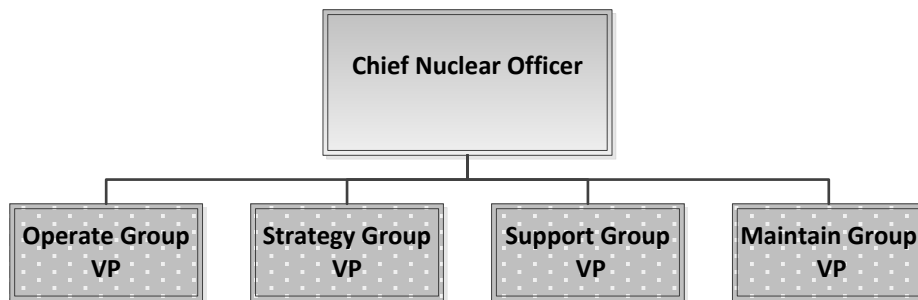 Chief Nuclear Officer
Operate Group
VP
Strategy Group
VP
Support Group
VP
Maintain Group
VP